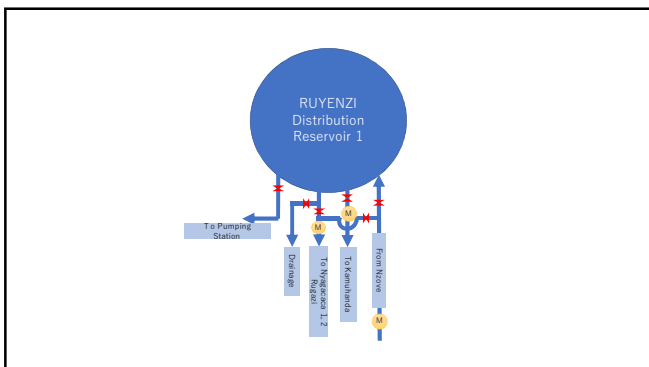 RUYENZI
Distribution
Reservoir 1
M
M
To Pumping
Station
Drainage
To Nyagacaca 1, 2
Rugazi
To Kamuhanda
From Nzove
M